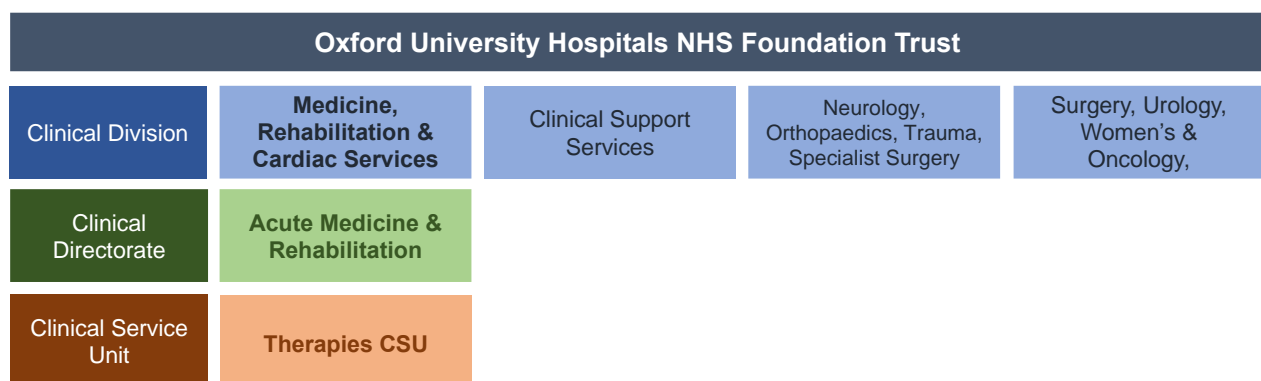 Oxford University Hospitals NHS Foundation Trust
Clinical Division
Medicine,
Rehabilitation &
Cardiac Services
Clinical Support
Services
Neurology,
Orthopaedics, Trauma,
Specialist Surgery
Surgery, Urology,
Women's &
Oncology,
Clinical
Directorate
Acute Medicine &
Rehabilitation
Clinical Service
Unit
Therapies CSU